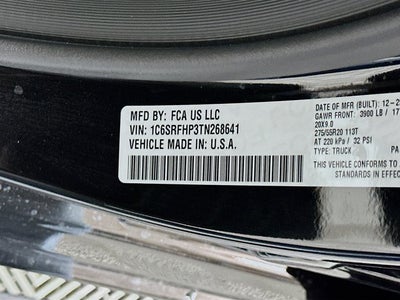 MFD BY: FCA US LLC
VIN: 1C6SRFHP3TN268641
VEHICLE MADE IN: U.S.A.
DATE OF MFR (BUILT): 12-2
GAWR FRONT: 3900 LB / 17
20X9.0
275/55R20 113T
AT 220 kPa / 32 PSI
TYPE: TRUCK PA
THIS VEHICLE CONFORMS TO
STANDARDS IN EFFEC